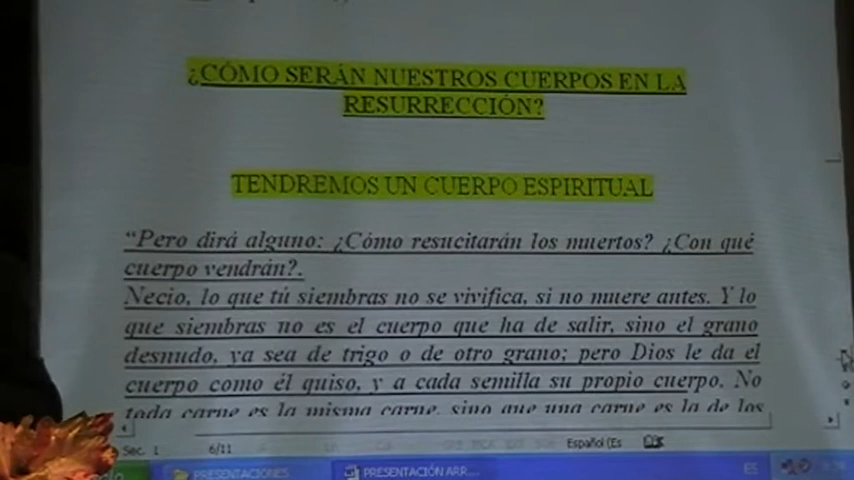 ¿CÓMO SERÁN NUESTROS CUERPOS EN LA
RESURRECCIÓN?
TENDREMOS UN CUERPO ESPIRITUAL
“Pero dirá alguno: ¿Cómo resucitarán los muertos? ¿Con qué
cuerpo vendrán?.
Necio, lo que tú siembras no se vivifica, si no muere antes. Y lo
que siembras no es el cuerpo que ha de salir, sino el grano
desnudo, ya sea de trigo o de otro grano; pero Dios le da el
cuerpo como él quiso, y a cada semilla su propio cuerpo. No
toda carne es la misma carne, sino que una carne es la de los
Sec. 1 6/11 Español (Es
PRESENTACIONES PRESENTACIÓN ARR... ES